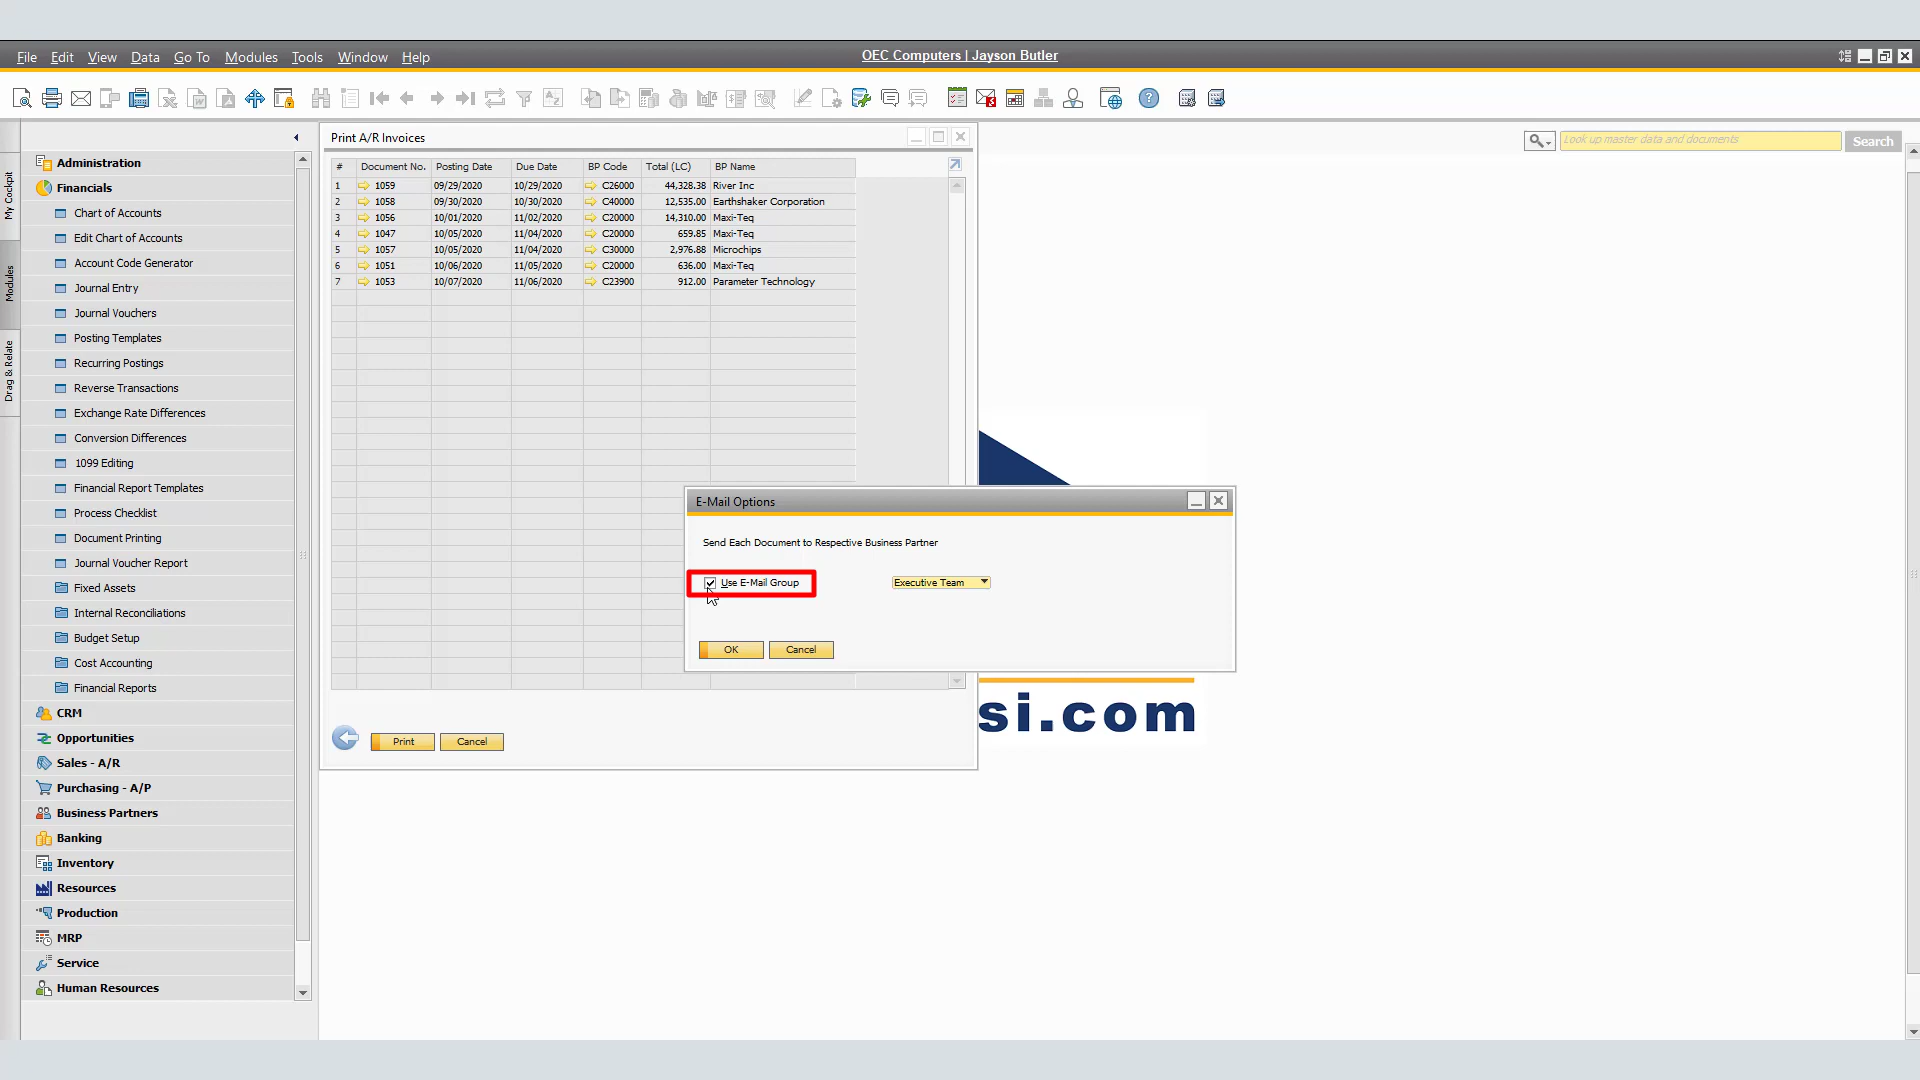 File Edit View Data Go To Modules Tools Window Help
OEC Computers | Jayson Butler
Look up master data and documents
Search
My Cockpit
Modules
Drag & Relate
Administration
Financials
Chart of Accounts
Edit Chart of Accounts
Account Code Generator
Journal Entry
Journal Vouchers
Posting Templates
Recurring Postings
Reverse Transactions
Exchange Rate Differences
Conversion Differences
1099 Editing
Financial Report Templates
Process Checklist
Document Printing
Journal Voucher Report
Fixed Assets
Internal Reconciliations
Budget Setup
Cost Accounting
Financial Reports
CRM
Opportunities
Sales - A/R
Purchasing - A/P
Business Partners
Banking
Inventory
Resources
Production
MRP
Service
Human Resources
Print A/R Invoices
# Document No. Posting Date Due Date BP Code Total (LC) BP Name
1 1059 09/29/2020 10/29/2020 C26000 44,328.38 River Inc
2 1058 09/30/2020 10/30/2020 C40000 12,535.00 Earthshaker Corporation
3 1056 10/01/2020 11/02/2020 C20000 14,310.00 Maxi-Teq
4 1047 10/05/2020 11/04/2020 C20000 659.85 Maxi-Teq
5 1057 10/05/2020 11/04/2020 C30000 2,976.88 Microchips
6 1051 10/06/2020 11/05/2020 C20000 636.00 Maxi-Teq
7 1053 10/07/2020 11/06/2020 C23900 912.00 Parameter Technology
Print Cancel
E-Mail Options
Send Each Document to Respective Business Partner
Use E-Mail Group Executive Team
OK Cancel
si.com